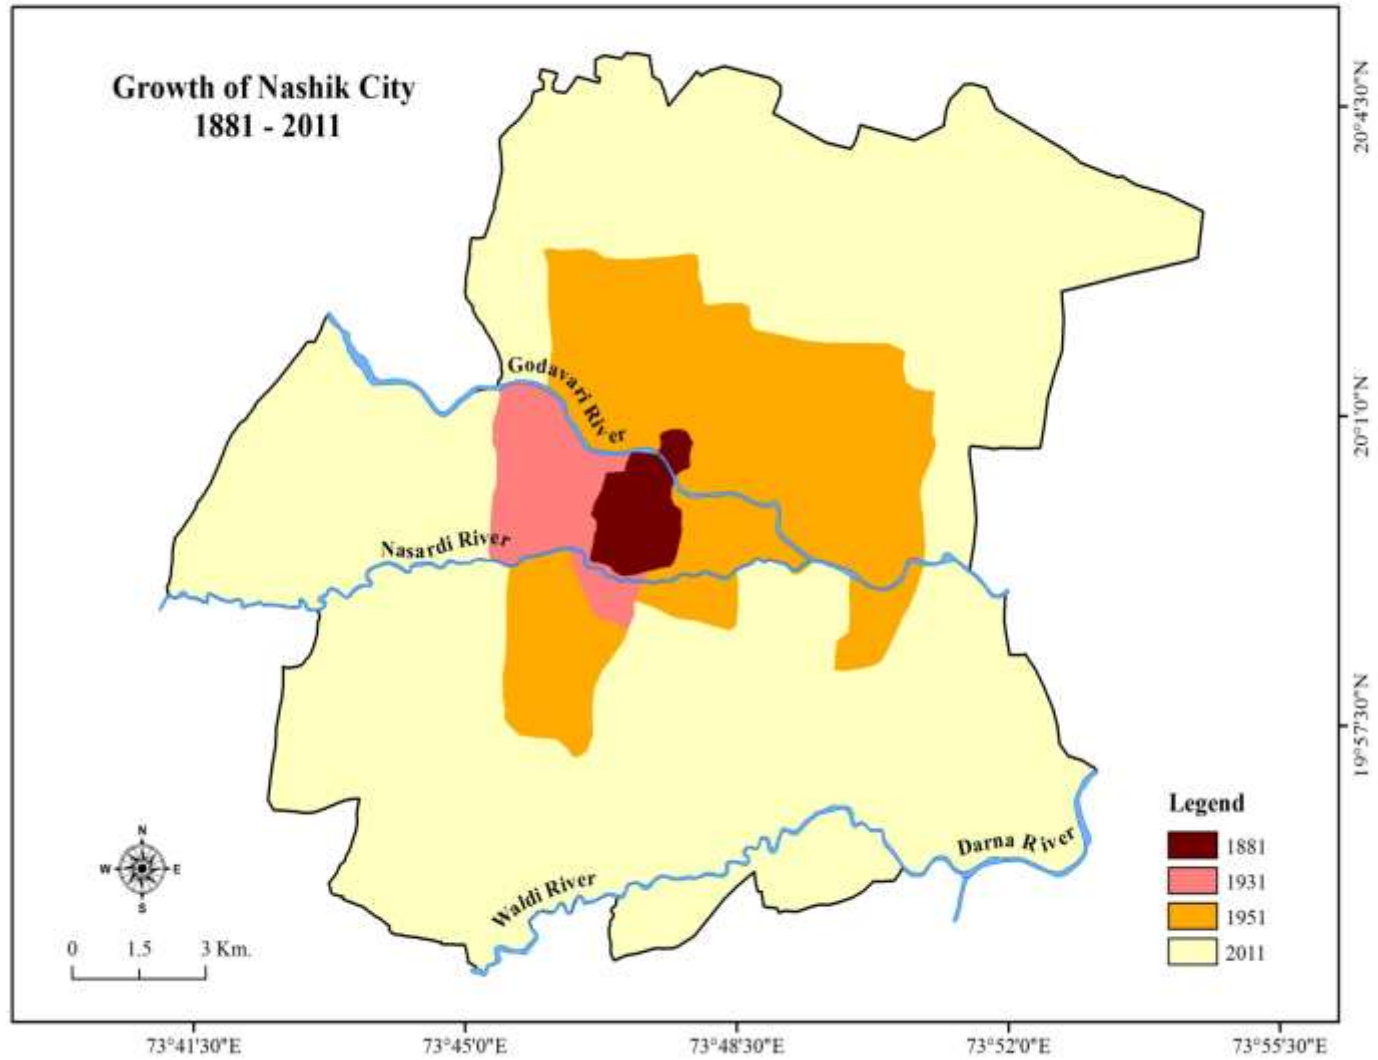 Growth of Nashik City
1881 - 2011
20°4'30"N
Godavari River
20°1'0"N
Nasardi River
19°57'30"N
Legend
1881
1931
1951
2011
Darna River
Waldi River
N
W E
S
0 1.5 3 Km.
73°41'30"E 73°45'0"E 73°48'30"E 73°52'0"E 73°55'30"E